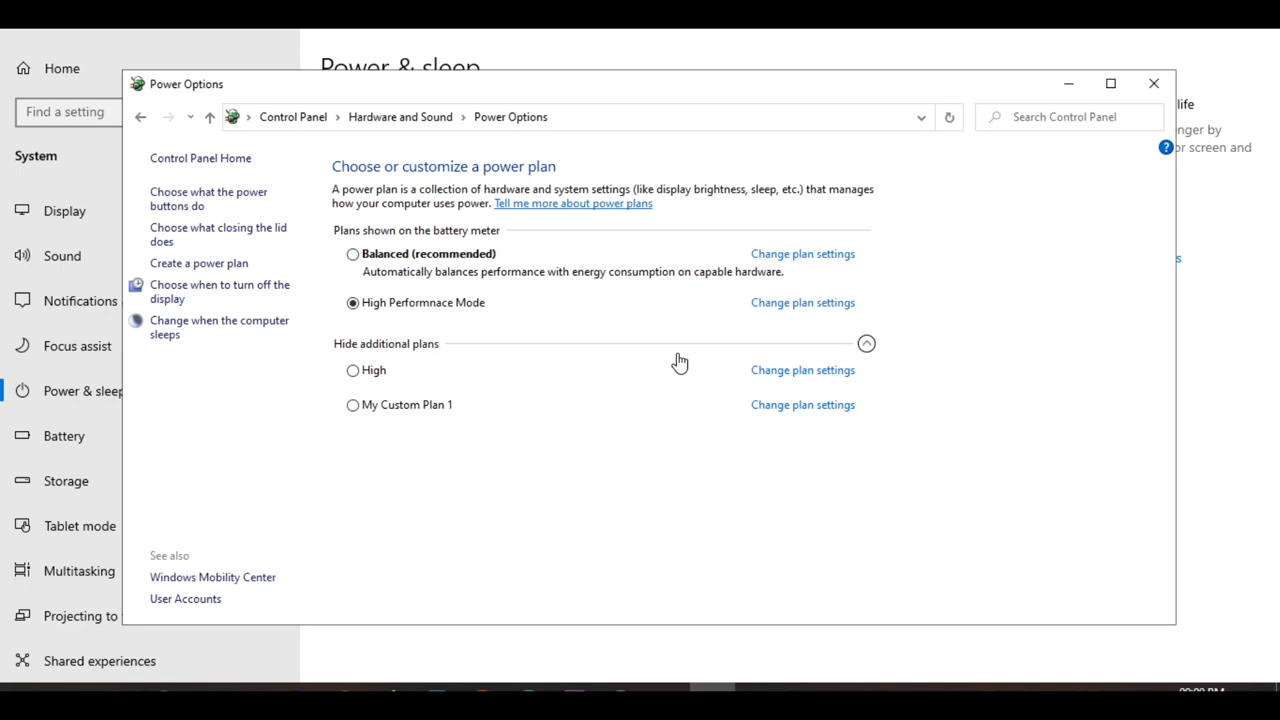 Home
Find a setting
System
Display
Sound
Notifications
Focus assist
Power & sleep
Battery
Storage
Tablet mode
Multitasking
Projecting to
Shared experiences
Power & sleep
life
nger by
or screen and
s
Power Options
Control Panel > Hardware and Sound > Power Options
Search Control Panel
Control Panel Home
Choose what the power
buttons do
Choose what closing the lid
does
Create a power plan
Choose when to turn off the
display
Change when the computer
sleeps
See also
Windows Mobility Center
User Accounts
Choose or customize a power plan
A power plan is a collection of hardware and system settings (like display brightness, sleep, etc.) that manages
how your computer uses power. Tell me more about power plans
Plans shown on the battery meter
Balanced (recommended) Change plan settings
Automatically balances performance with energy consumption on capable hardware.
High Performnace Mode Change plan settings
Hide additional plans
High Change plan settings
My Custom Plan 1 Change plan settings